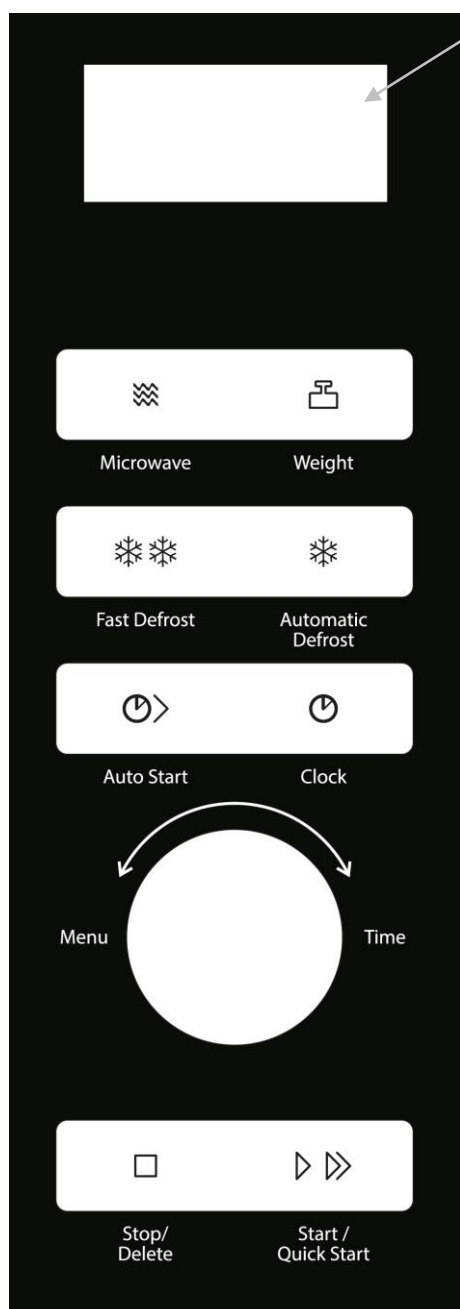 Microwave Weight
Fast Defrost Automatic
Defrost
Auto Start Clock
Menu Time
Stop/ Start /
Delete Quick Start